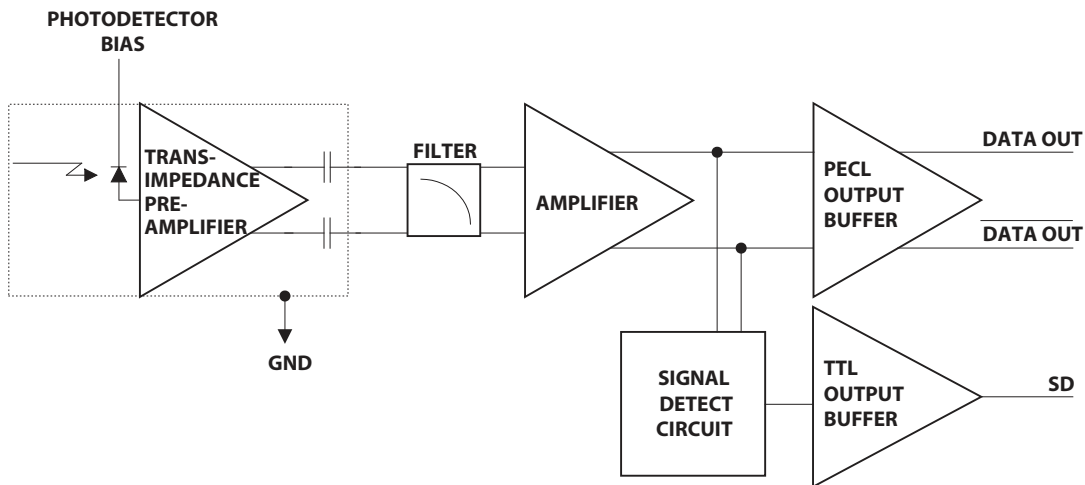 PHOTODETECTOR
BIAS
TRANS-
IMPEDANCE
PRE-
AMPLIFIER
FILTER
AMPLIFIER
PECL
OUTPUT
BUFFER
DATA OUT
DATA OUT
GND
SIGNAL
DETECT
CIRCUIT
TTL
OUTPUT
BUFFER
SD